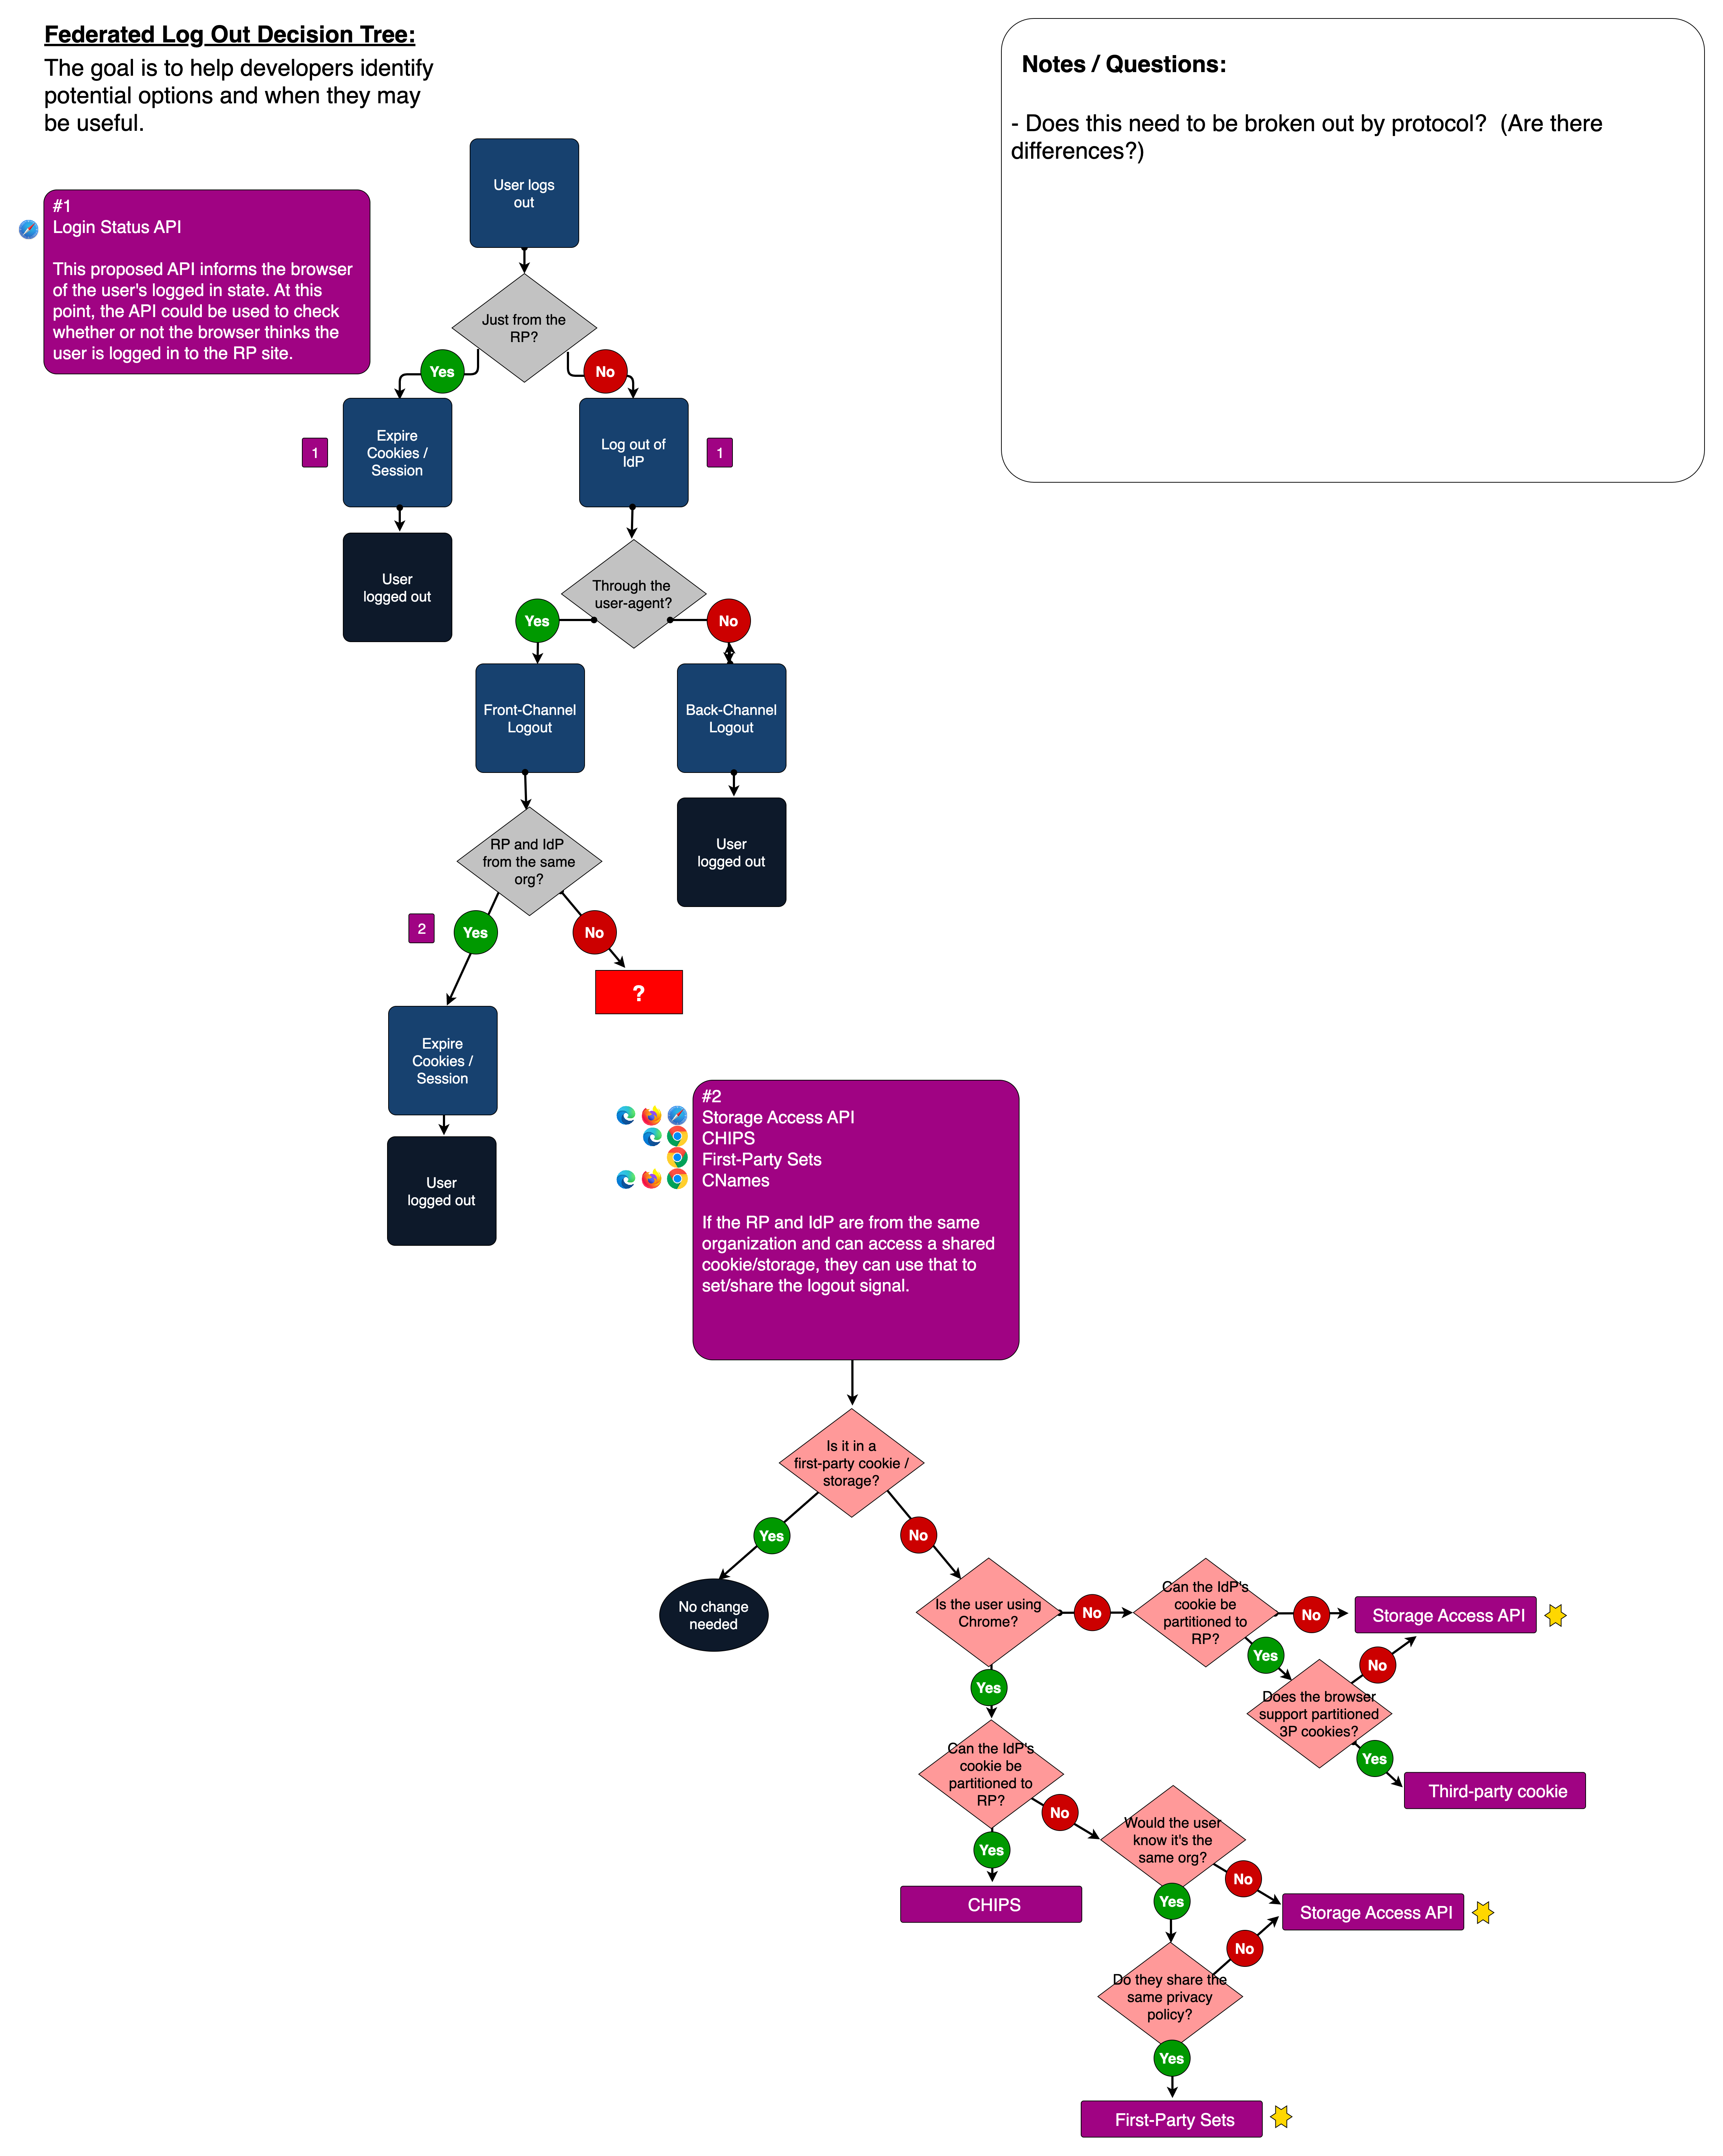 Federated Log Out Decision Tree:
The goal is to help developers identify
potential options and when they may
be useful.
Notes / Questions:
- Does this need to be broken out by protocol?  (Are there
differences?)
#1
Login Status API
This proposed API informs the browser
of the user's logged in state. At this
point, the API could be used to check
whether or not the browser thinks the
user is logged in to the RP site.
User logs
out
Just from the
RP?
Yes
No
1
Expire
Cookies /
Session
Log out of
IdP
1
User
logged out
Through the
user-agent?
Yes
No
Front-Channel
Logout
Back-Channel
Logout
User
logged out
RP and IdP
from the same
org?
2
Yes
No
?
Expire
Cookies /
Session
User
logged out
#2
Storage Access API
CHIPS
First-Party Sets
CNames
If the RP and IdP are from the same
organization and can access a shared
cookie/storage, they can use that to
set/share the logout signal.
Is it in a
first-party cookie /
storage?
Yes
No
No change
needed
Is the user using
Chrome?
No
Can the IdP's
cookie be
partitioned to
RP?
No
Storage Access API
Yes
No
Does the browser
support partitioned
3P cookies?
Yes
Third-party cookie
Yes
Can the IdP's
cookie be
partitioned to
RP?
No
Yes
CHIPS
Would the user
know it's the
same org?
No
Yes
Storage Access API
No
Do they share the
same privacy
policy?
Yes
First-Party Sets